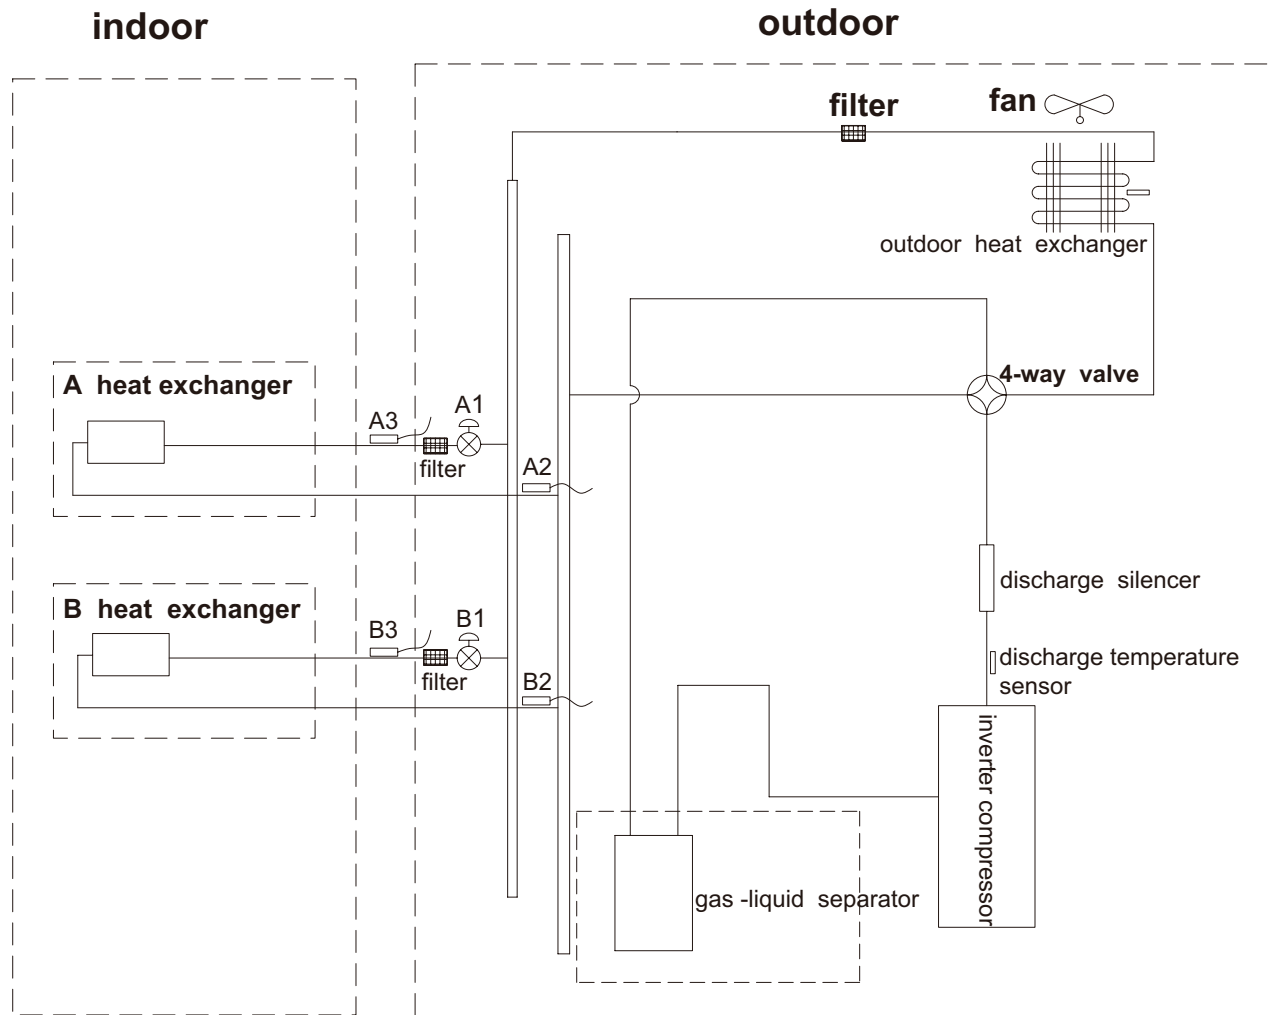 indoor
outdoor
filter
fan
outdoor heat exchanger
4-way valve
A heat exchanger
A3
A1
filter
A2
B heat exchanger
B3
B1
filter
B2
discharge silencer
discharge temperature
sensor
inverter compressor
gas -liquid separator